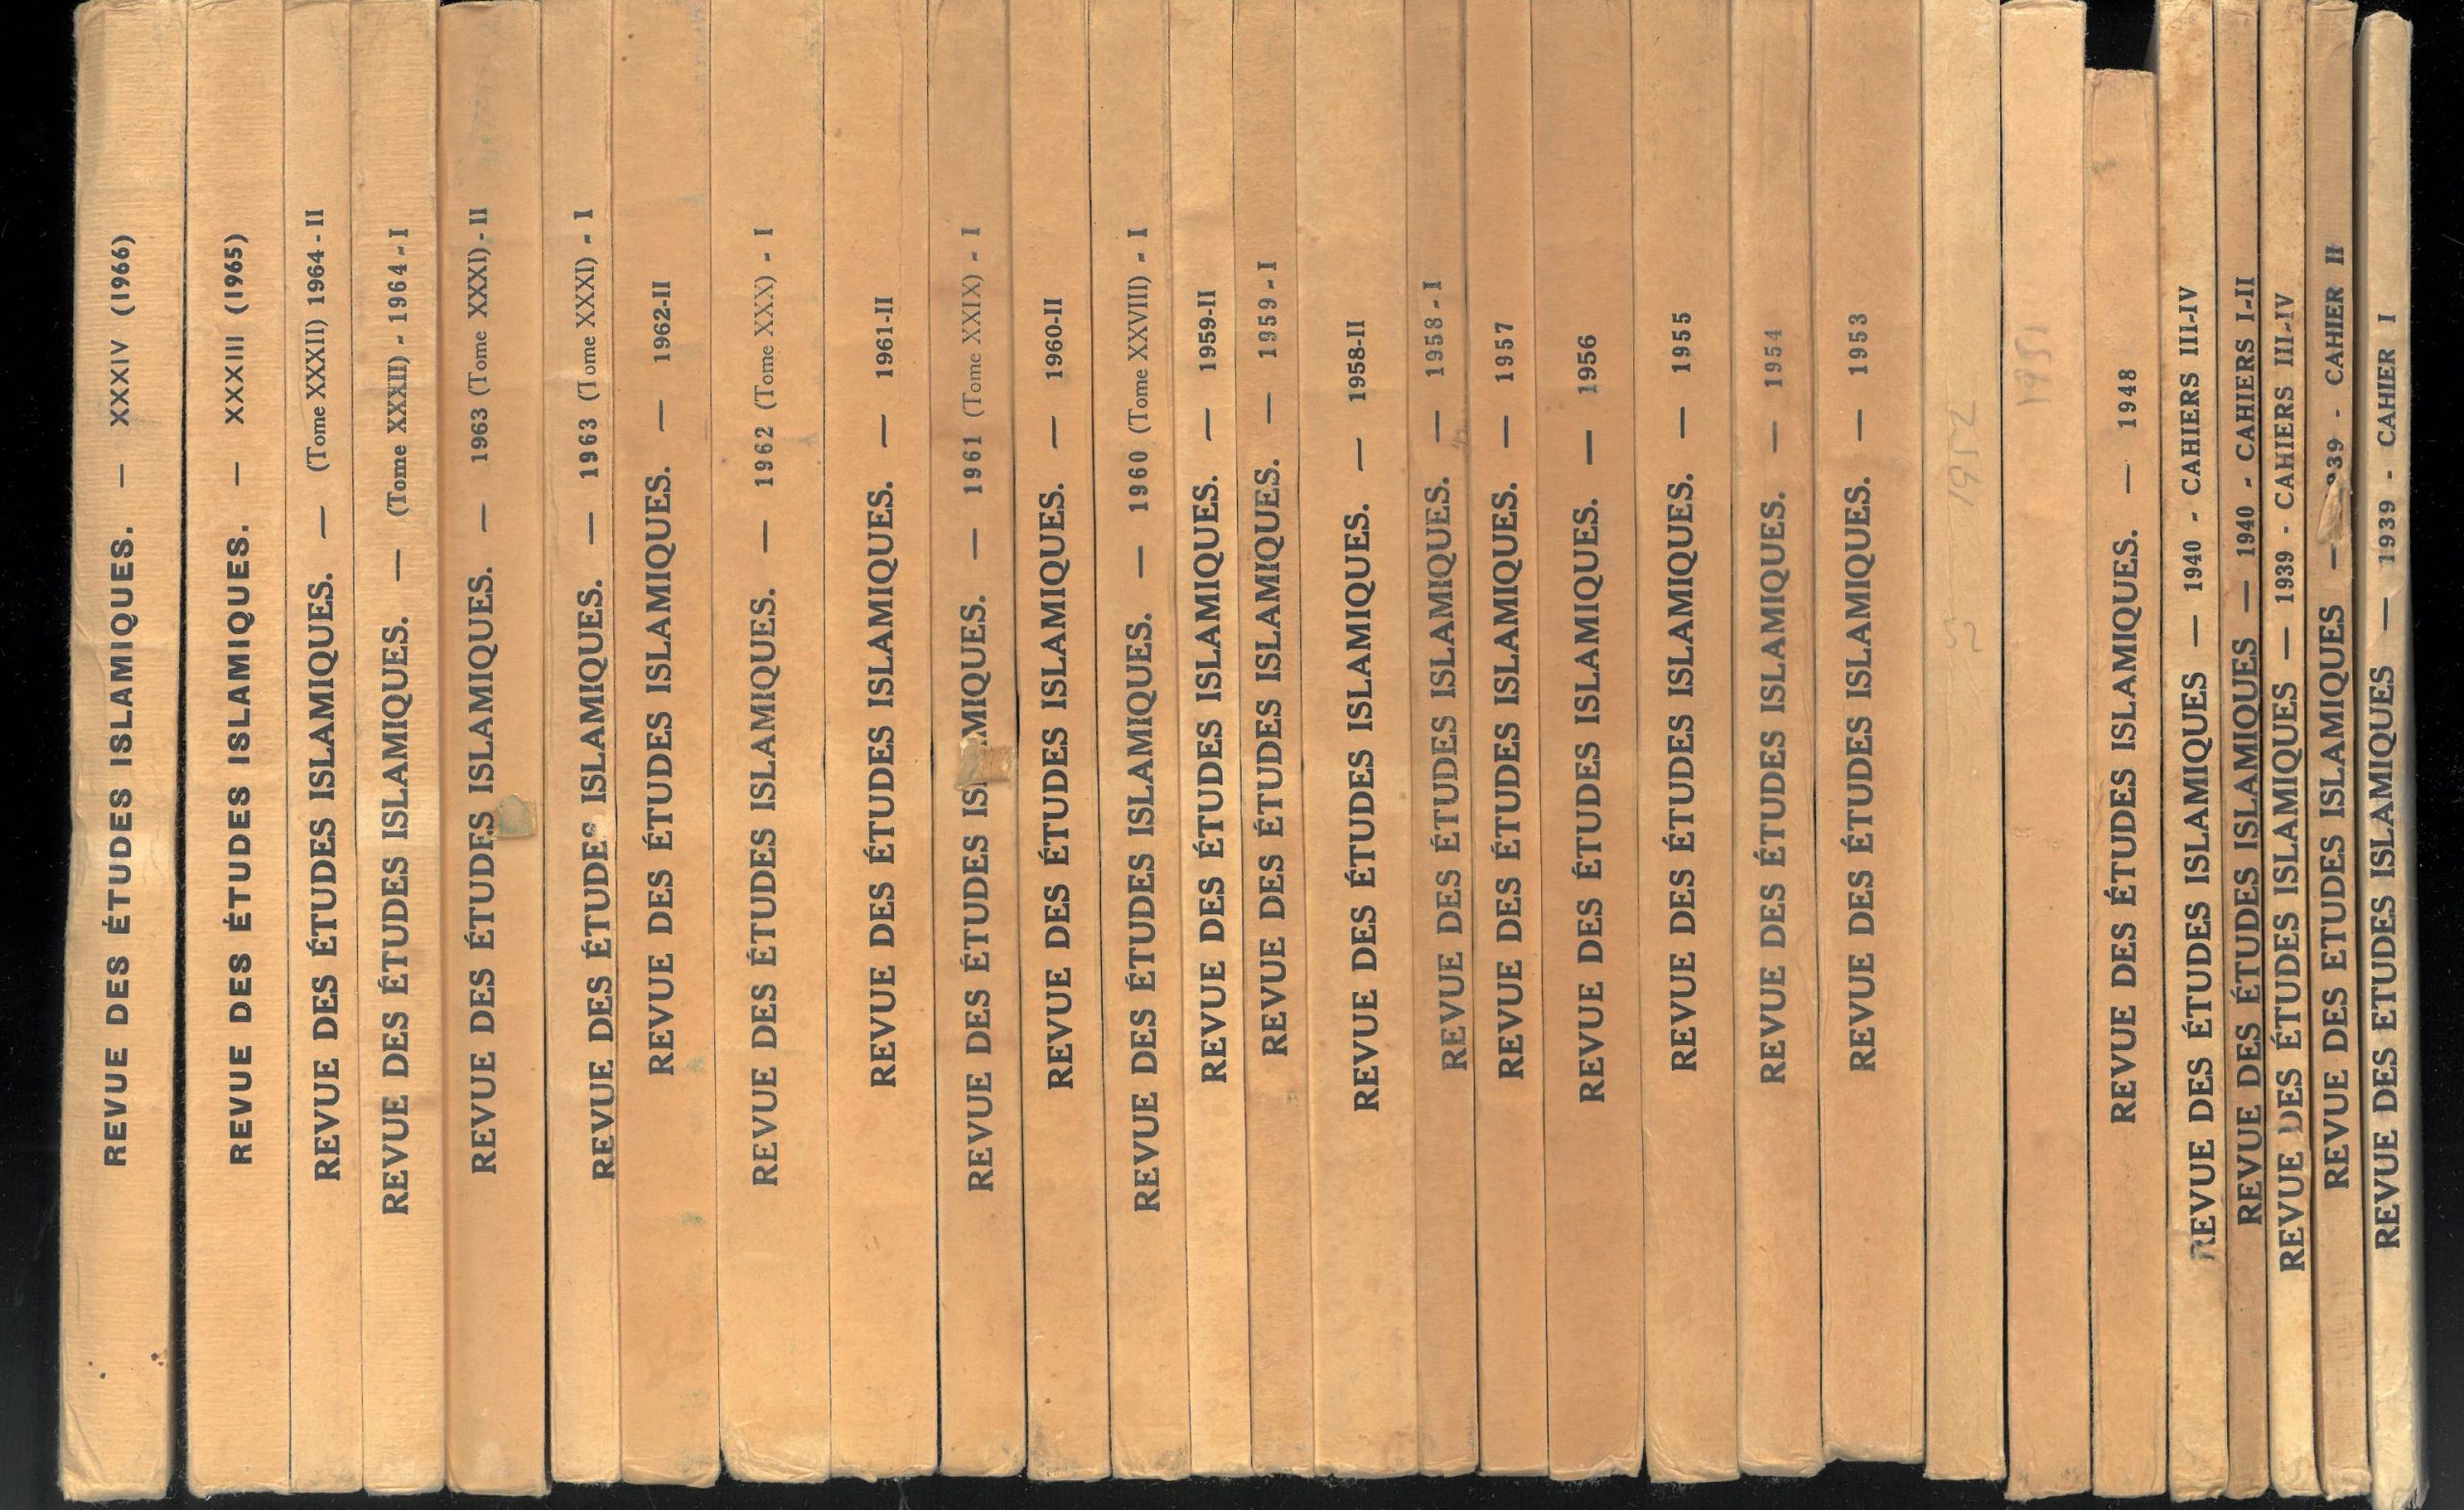 REVUE DES ÉTUDES ISLAMIQUES. — XXXIV (1966)
REVUE DES ÉTUDES ISLAMIQUES. — XXXIII (1965)
REVUE DES ÉTUDES ISLAMIQUES. — (Tome XXXII) 1964-II
REVUE DES ÉTUDES ISLAMIQUES. — (Tome XXXII) - 1964-I
REVUE DES ÉTUDES ISLAMIQUES. — 1963 (Tome XXXI)-II
REVUE DES ÉTUDES ISLAMIQUES. — 1963 (Tome XXXI) - I
REVUE DES ÉTUDES ISLAMIQUES. — 1962-II
REVUE DES ÉTUDES ISLAMIQUES. — 1962 (Tome XXX) - I
REVUE DES ÉTUDES ISLAMIQUES. — 1961-II
REVUE DES ÉTUDES IS MIQUES. — 1961 (Tome XXIX) - I
REVUE DES ÉTUDES ISLAMIQUES. — 1960-II
REVUE DES ÉTUDES ISLAMIQUES. — 1960 (Tome XXVIII) - I
REVUE DES ÉTUDES ISLAMIQUES. — 1959-II
REVUE DES ÉTUDES ISLAMIQUES. — 1959-I
REVUE DES ÉTUDES ISLAMIQUES. — 1958-II
REVUE DES ÉTUDES ISLAMIQUES. — 1958-I
REVUE DES ÉTUDES ISLAMIQUES. — 1957
REVUE DES ÉTUDES ISLAMIQUES. — 1956
REVUE DES ÉTUDES ISLAMIQUES. — 1955
REVUE DES ÉTUDES ISLAMIQUES. — 1954
REVUE DES ÉTUDES ISLAMIQUES. — 1953
1952
1951
REVUE DES ÉTUDES ISLAMIQUES. — 1948
REVUE DES ÉTUDES ISLAMIQUES — 1940 - CAHIERS III-IV
REVUE DES ÉTUDES ISLAMIQUES — 1940 - CAHIERS I-II
REVUE DES ÉTUDES ISLAMIQUES — 1939 - CAHIERS III-IV
REVUE DES ETUDES ISLAMIQUES — 939 - CAHIER II
REVUE DES ETUDES ISLAMIQUES — 1939 - CAHIER I